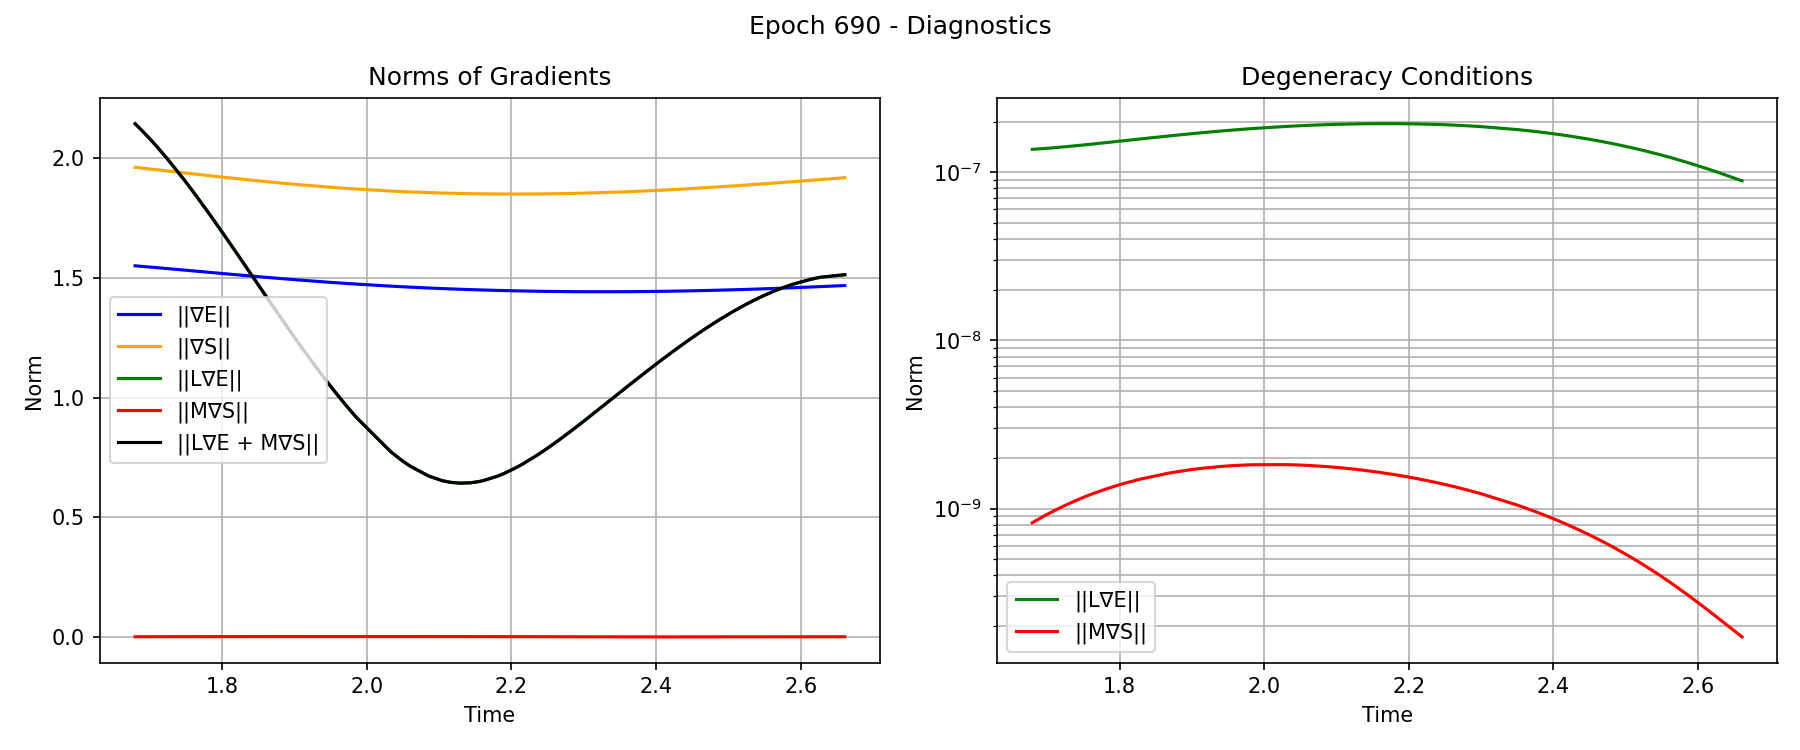 Epoch 690 - Diagnostics
Norms of Gradients
Norm
2.0
1.5
1.0
0.5
0.0
||∇E||
||∇S||
||L∇E||
||M∇S||
||L∇E + M∇S||
1.8
2.0
2.2
2.4
2.6
Time
Degeneracy Conditions
Norm
10⁻⁷
10⁻⁸
10⁻⁹
||L∇E||
||M∇S||
1.8
2.0
2.2
2.4
2.6
Time